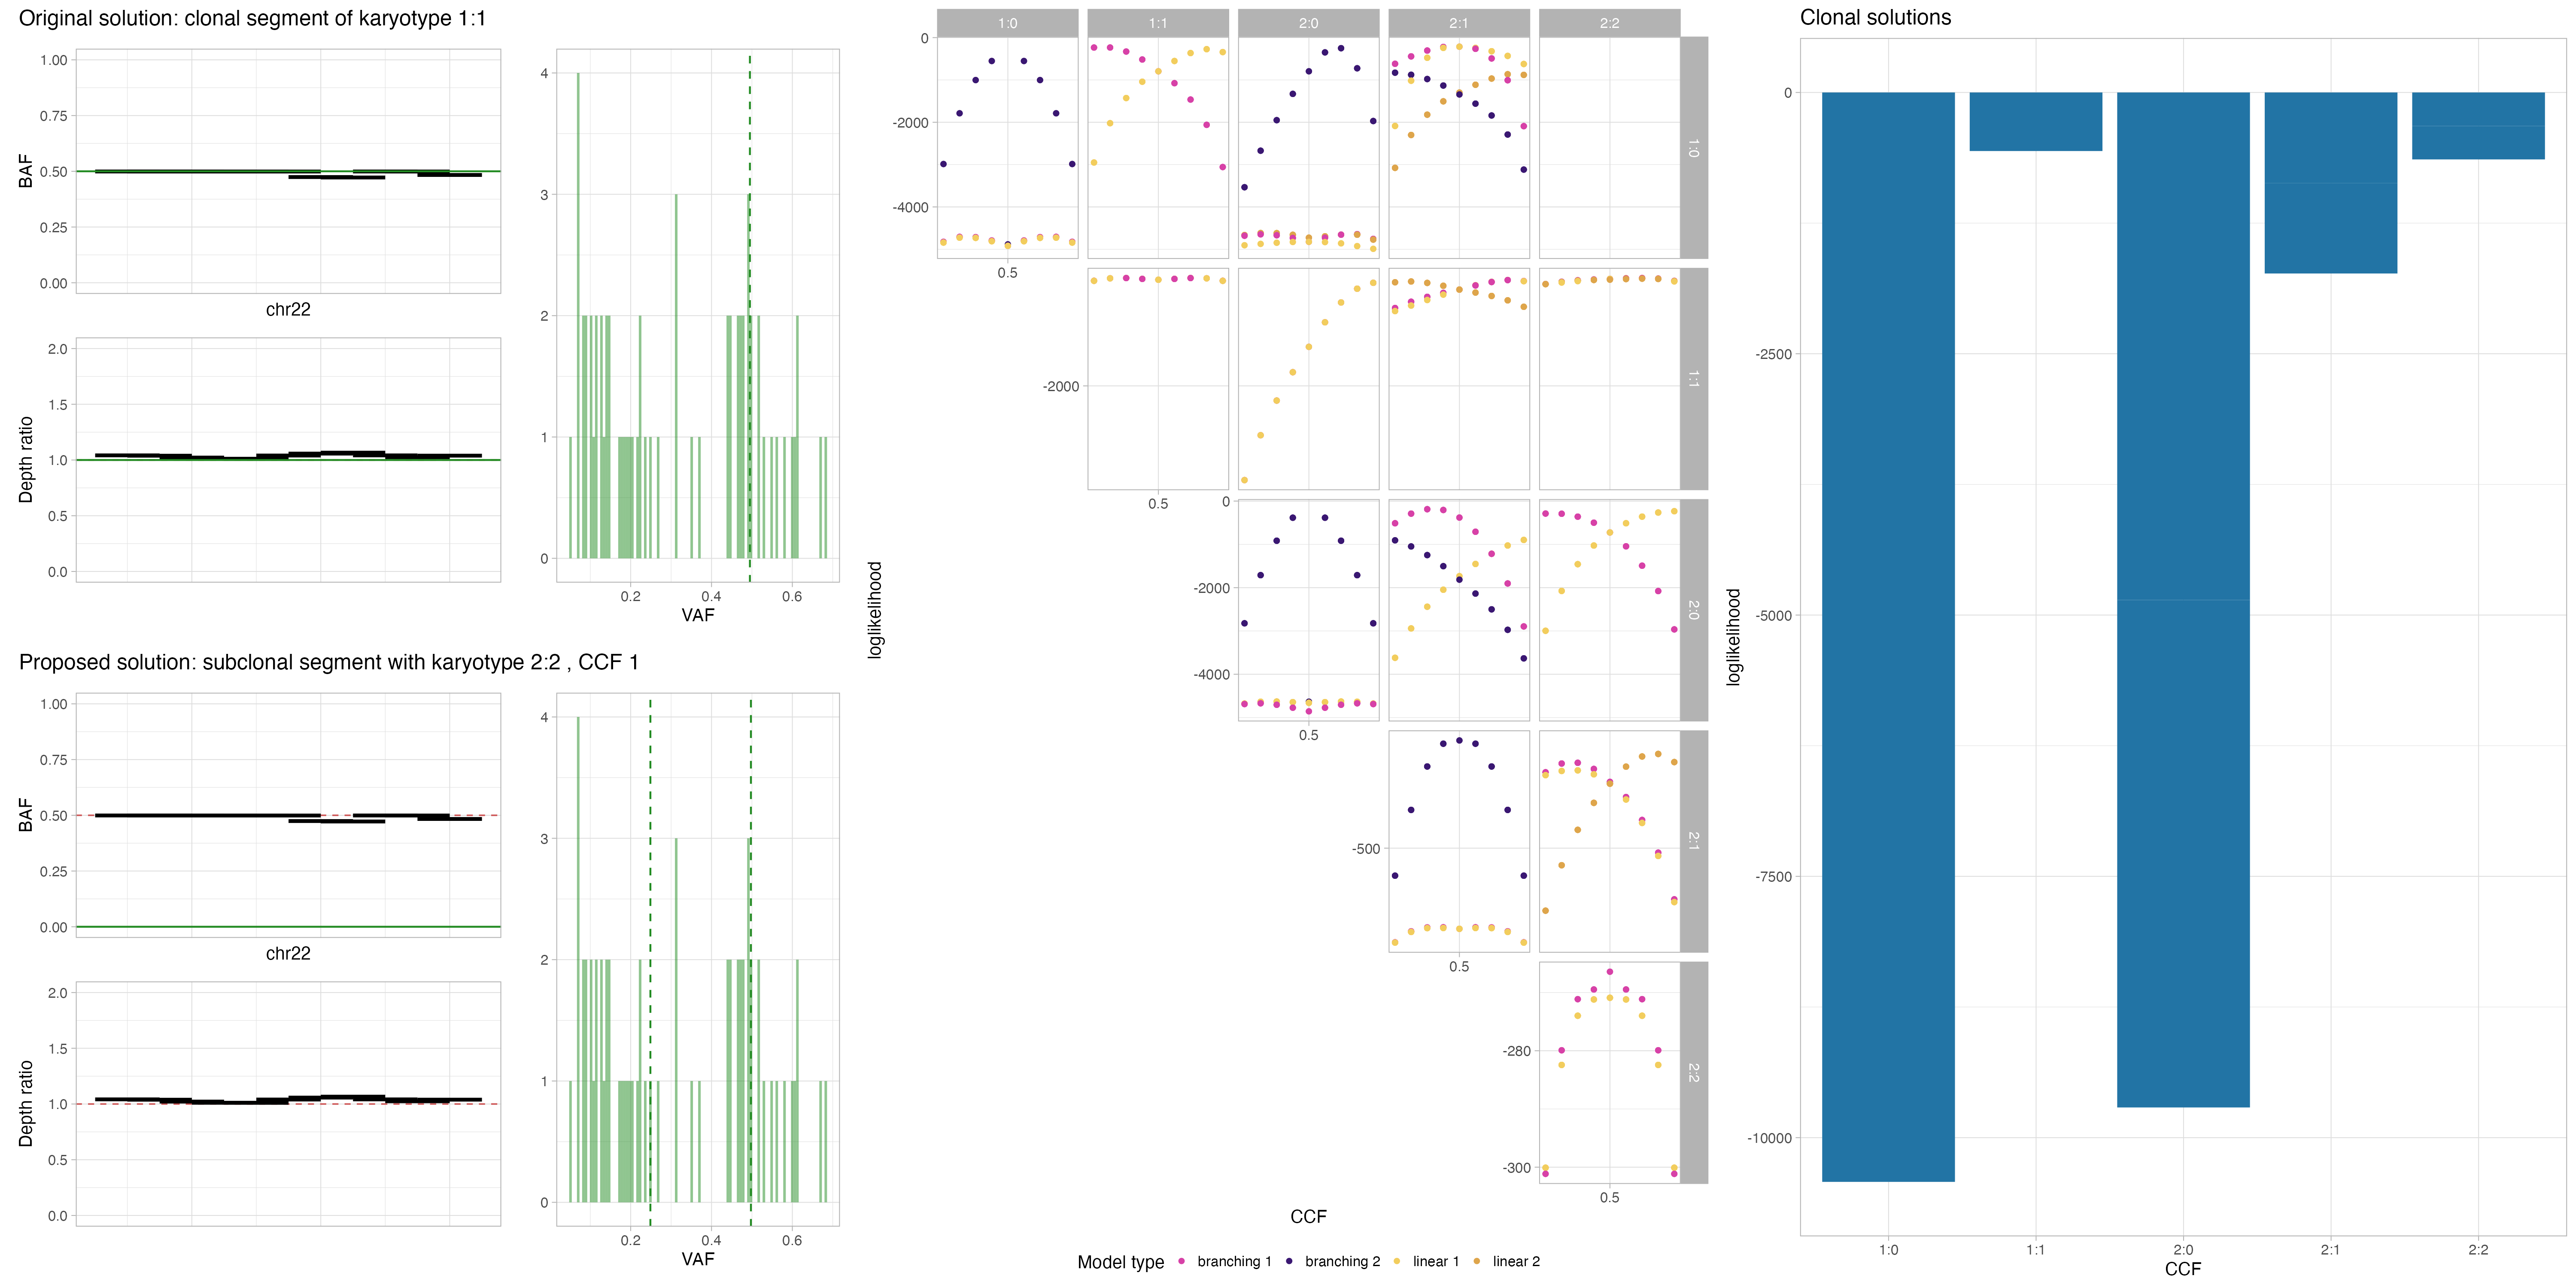 Original solution: clonal segment of karyotype 1:1
1.00
0.75
0.50
0.25
0.00
BAF
chr22
2.0
1.5
1.0
0.5
0.0
Depth ratio
4
3
2
1
0
0.2 0.4 0.6
VAF
Proposed solution: subclonal segment with karyotype 2:2 , CCF 1
1.00
0.75
0.50
0.25
0.00
BAF
chr22
2.0
1.5
1.0
0.5
0.0
Depth ratio
4
3
2
1
0
0.2 0.4 0.6
VAF
1:0 1:1 2:0 2:1 2:2
0
-2000
-4000
0.5
1:0
-2000
0.5
1:1
0
-2000
-4000
0.5
2:0
-500
0.5
2:1
-280
-300
0.5
2:2
loglikelihood
CCF
Model type branching 1 branching 2 linear 1 linear 2
Clonal solutions
0
-2500
-5000
-7500
-10000
loglikelihood
1:0 1:1 2:0 2:1 2:2
CCF